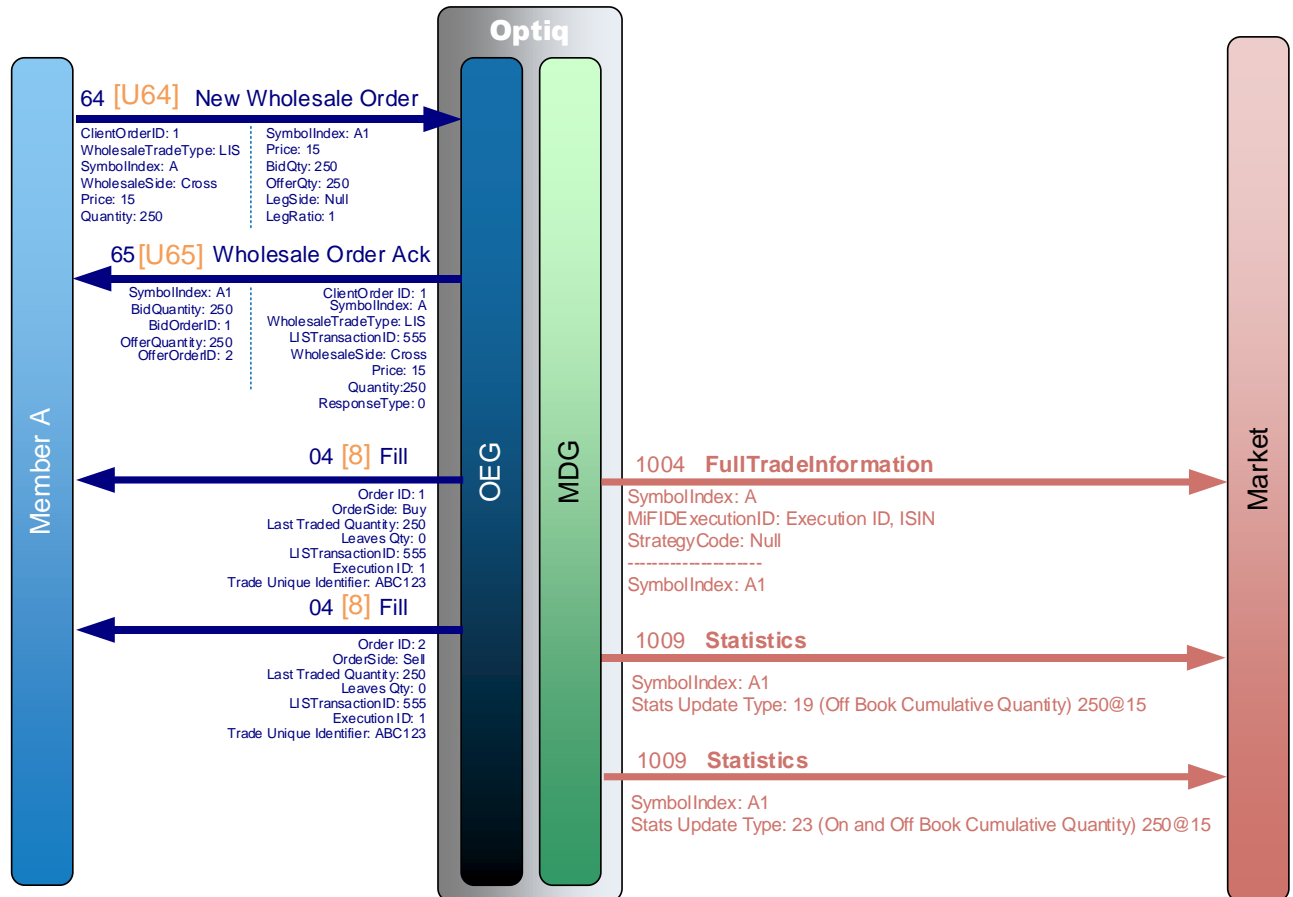 Optiq
64 [U64] New Wholesale Order
ClientOrderID: 1
WholesaleTradeType: LIS
SymbolIndex: A
WholesaleSide: Cross
Price: 15
Quantity: 250
SymbolIndex: A1
Price: 15
BidQty: 250
OfferQty: 250
LegSide: Null
LegRatio: 1
65 [U65] Wholesale Order Ack
SymbolIndex: A1
BidQuantity: 250
BidOrderID: 1
OfferQuantity: 250
OfferOrderID: 2
ClientOrder ID: 1
SymbolIndex: A
WholesaleTradeType: LIS
LISTransactionID: 555
WholesaleSide: Cross
Price: 15
Quantity:250
ResponseType: 0
Member A
OEG
MDG
Market
04 [8] Fill
Order ID: 1
OrderSide: Buy
Last Traded Quantity: 250
Leaves Qty: 0
LISTransactionID: 555
Execution ID: 1
Trade Unique Identifier: ABC123
04 [8] Fill
Order ID: 2
OrderSide: Sell
Last Traded Quantity: 250
Leaves Qty: 0
LISTransactionID: 555
Execution ID: 1
Trade Unique Identifier: ABC123
1004 FullTradeInformation
SymbolIndex: A
MiFIDExecutionID: Execution ID, ISIN
StrategyCode: Null
----------------------
SymbolIndex: A1
1009 Statistics
SymbolIndex: A1
Stats Update Type: 19 (Off Book Cumulative Quantity) 250@15
1009 Statistics
SymbolIndex: A1
Stats Update Type: 23 (On and Off Book Cumulative Quantity) 250@15